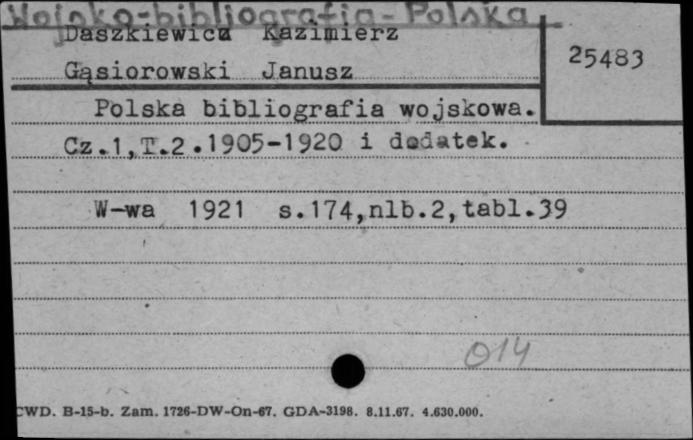 Wojsko-bibliografia-Polska
Daszkiewicz Kazimierz
25483
Gąsiorowski Janusz
Polska bibliografia wojskowa.
Cz.1,T.2.1905-1920 i dodatek.
W-wa 1921 s.174,nlb.2,tabl.39
014
CWD. B-15-b. Zam. 1726-DW-On-67. GDA-3198. 8.11.67. 4.630.000.